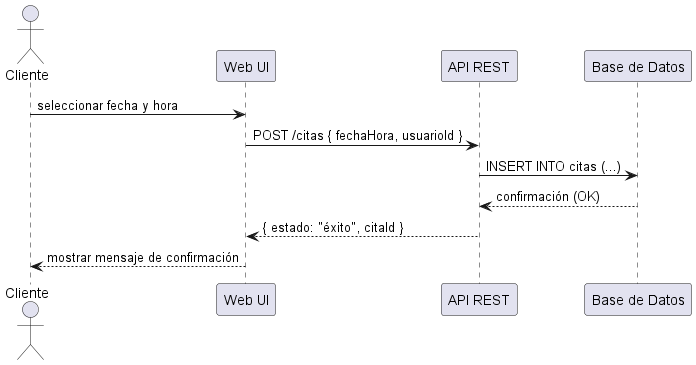 Cliente
Web UI
API REST
Base de Datos
seleccionar fecha y hora
POST /citas { fechaHora, usuarioId }
INSERT INTO citas (...)
confirmación (OK)
{ estado: "éxito", citaId }
mostrar mensaje de confirmación
Cliente
Web UI
API REST
Base de Datos